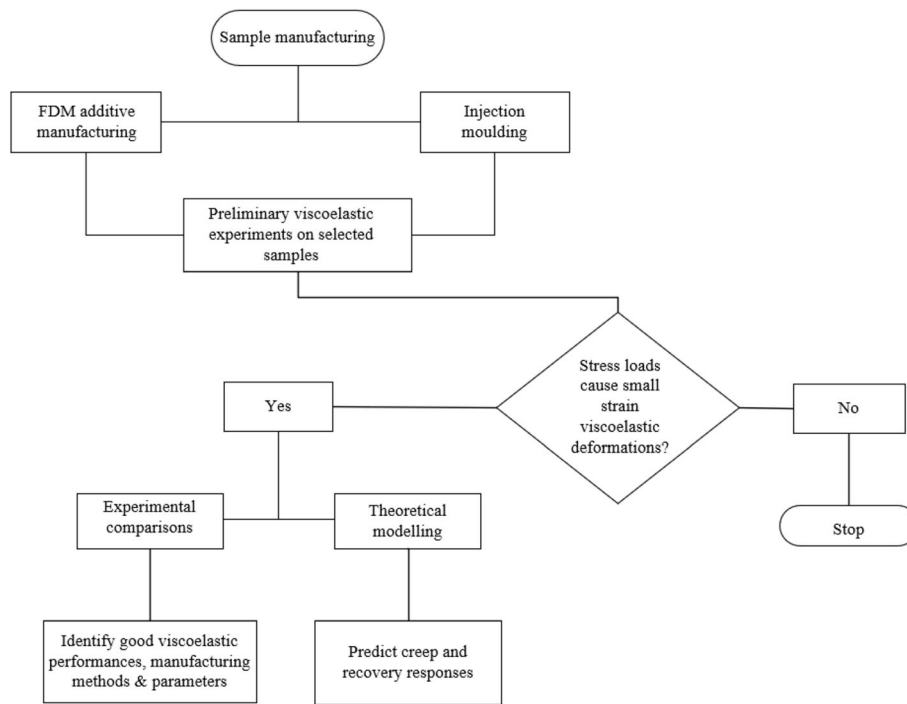 Sample manufacturing
FDM additive
manufacturing
Injection
moulding
Preliminary viscoelastic
experiments on selected
samples
Stress loads
cause small
strain
viscoelastic
deformations?
Yes
No
Experimental
comparisons
Theoretical
modelling
Stop
Identify good viscoelastic
performances, manufacturing
methods & parameters
Predict creep and
recovery responses